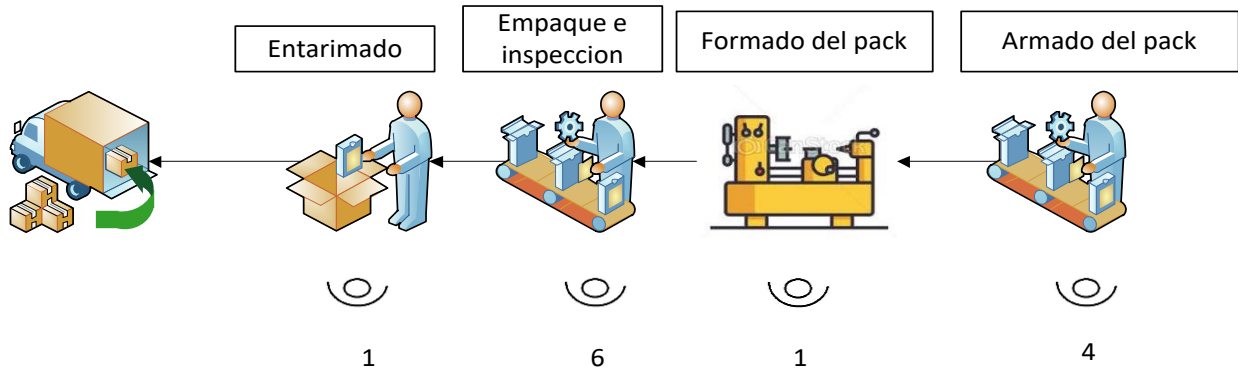 Entarimado
Empaque e
inspeccion
Formado del pack
Armado del pack
1
6
1
4